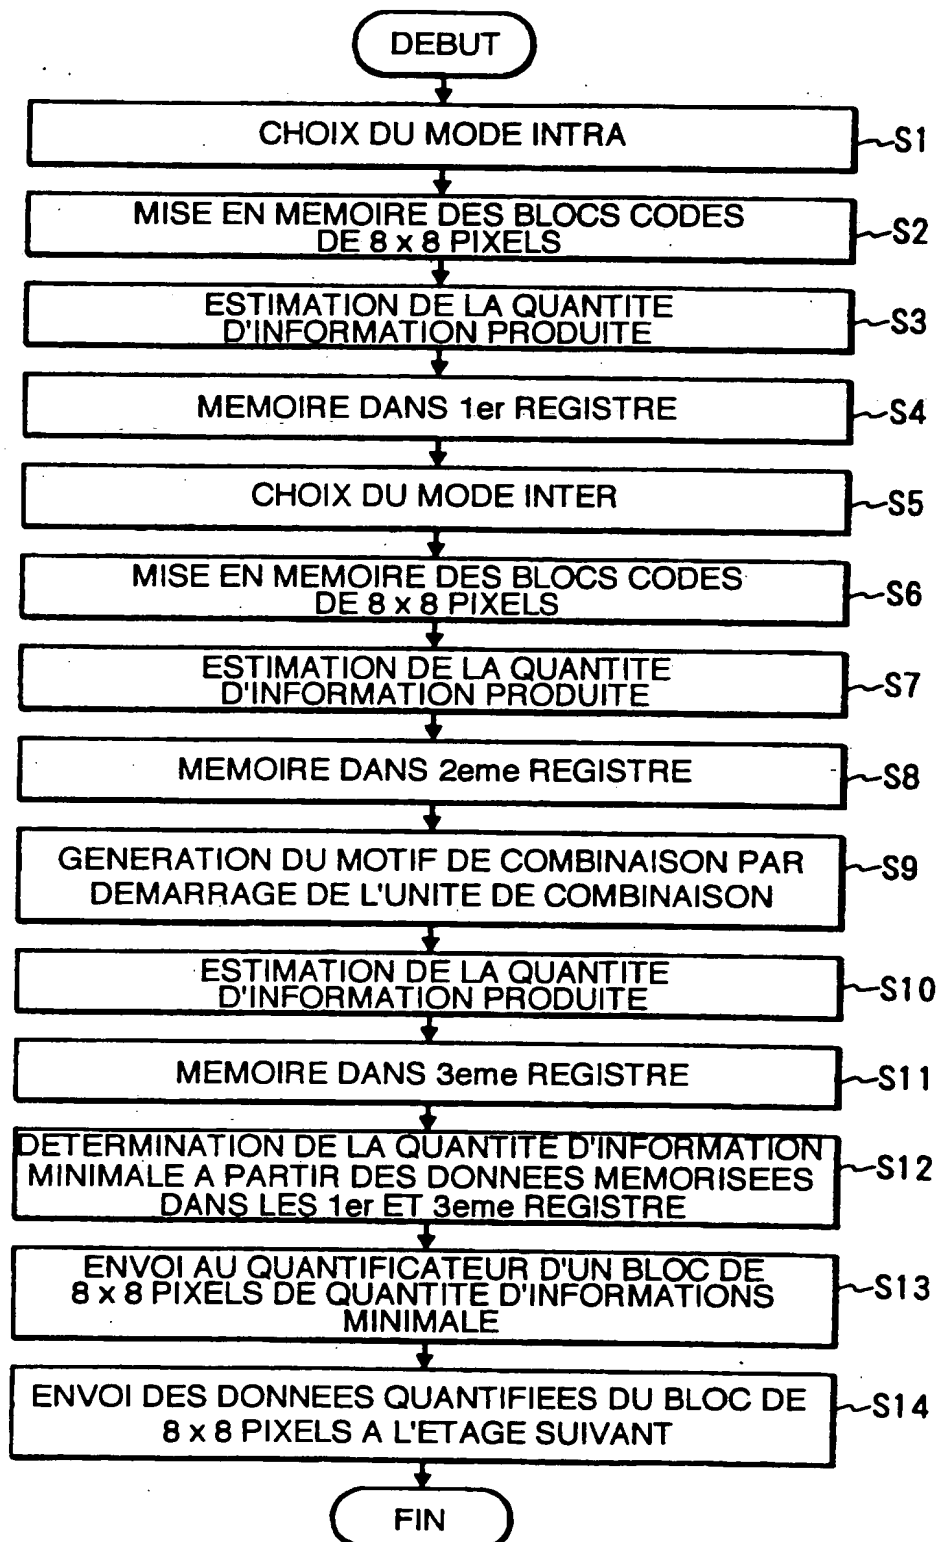 DEBUT
CHOIX DU MODE INTRA
S1
MISE EN MEMOIRE DES BLOCS CODES
DE 8 x 8 PIXELS
S2
ESTIMATION DE LA QUANTITE
D'INFORMATION PRODUITE
S3
MEMOIRE DANS 1er REGISTRE
S4
CHOIX DU MODE INTER
S5
MISE EN MEMOIRE DES BLOCS CODES
DE 8 x 8 PIXELS
S6
ESTIMATION DE LA QUANTITE
D'INFORMATION PRODUITE
S7
MEMOIRE DANS 2eme REGISTRE
S8
GENERATION DU MOTIF DE COMBINAISON PAR
DEMARRAGE DE L'UNITE DE COMBINAISON
S9
ESTIMATION DE LA QUANTITE
D'INFORMATION PRODUITE
S10
MEMOIRE DANS 3eme REGISTRE
S11
DETERMINATION DE LA QUANTITE D'INFORMATION
MINIMALE A PARTIR DES DONNEES MEMORISEES
DANS LES 1er ET 3eme REGISTRE
S12
ENVOI AU QUANTIFICATEUR D'UN BLOC DE
8 x 8 PIXELS DE QUANTITE D'INFORMATIONS
MINIMALE
S13
ENVOI DES DONNEES QUANTIFIEES DU BLOC DE
8 x 8 PIXELS A L'ETAGE SUIVANT
S14
FIN